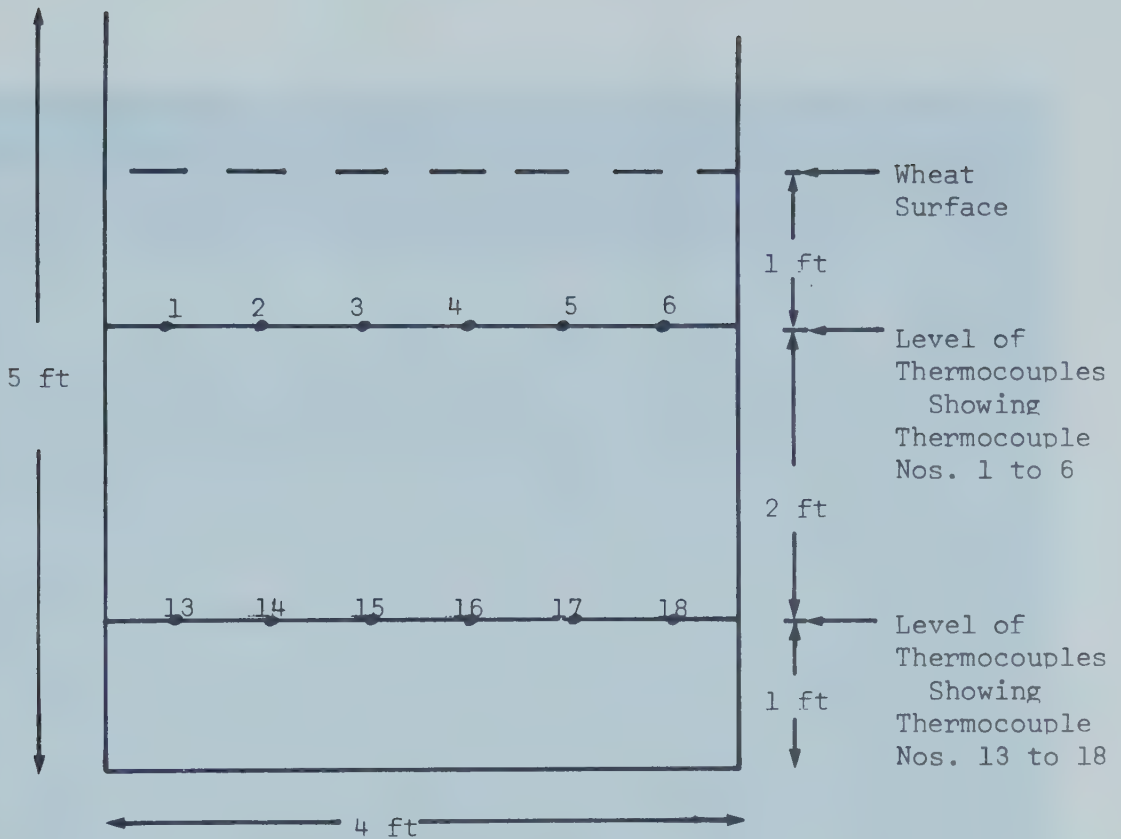 Wheat
Surface
1 ft
1 2 3 4 5 6
5 ft
Level of
Thermocouples
Showing
Thermocouple
Nos. 1 to 6
2 ft
13 14 15 16 17 18
Level of
Thermocouples
Showing
Thermocouple
Nos. 13 to 18
1 ft
4 ft